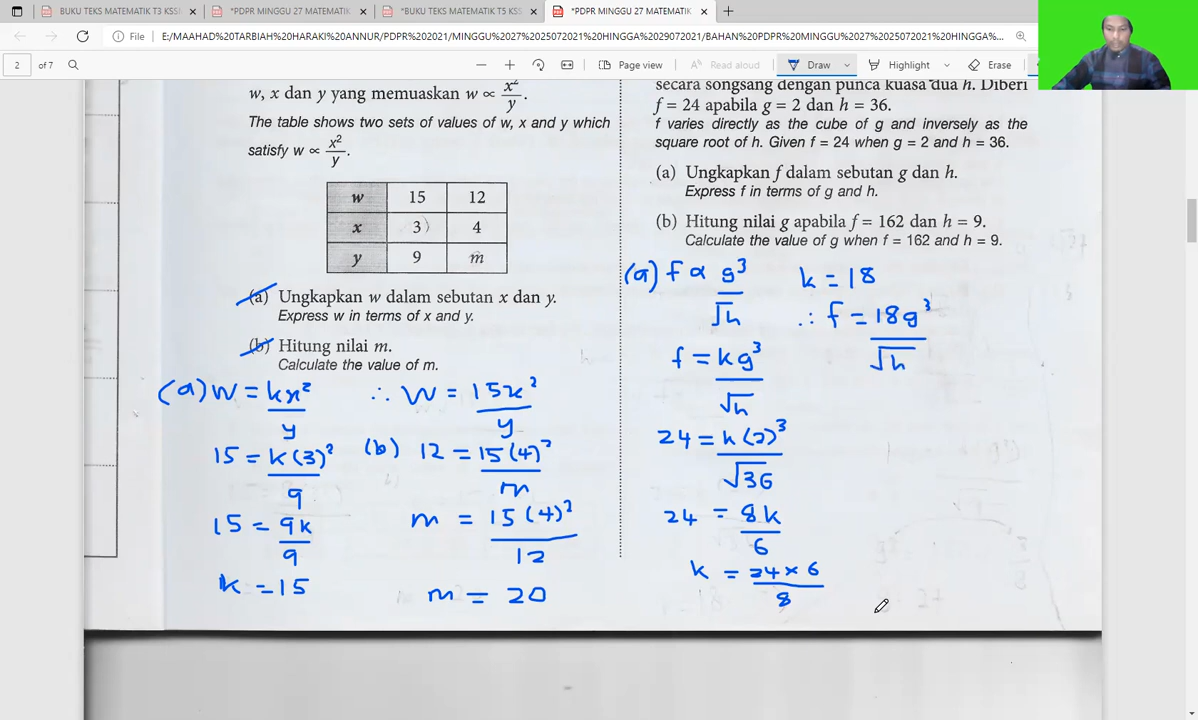 BUKU TEKS MATEMATIK T3 KSS
*PDPR MINGGU 27 MATEMATIK
*BUKU TEKS MATEMATIK T5 KSS
*PDPR MINGGU 27 MATEMATIK
File
E:/MAAHAD%20TARBIAH%20HARAKI%20ANNUR/PDPR%202021/MINGGU%2027%2025072021%20HINGGA%2029072021/BAHAN%20PDPR%20MINGGU%2027%2025072021%20HINGGA%2029072021/MATEMATIK%...
2 of 7
Page view
Read aloud
Draw
Highlight
Erase
w, x dan y yang memuaskan w ∝ x²/y.
The table shows two sets of values of w, x and y which
satisfy w ∝ x²/y.
w 15 12
x 3 4
y 9 m
(a) Ungkapkan w dalam sebutan x dan y.
Express w in terms of x and y.
(b) Hitung nilai m.
Calculate the value of m.
(a) W = kx²/y
15 = k(3)²/9
15 = 9k/9
k = 15
∴ W = 15x²/y
(b) 12 = 15(4)²/m
m = 15(4)²/12
m = 20
secara songsang dengan punca kuasa dua h. Diberi
f = 24 apabila g = 2 dan h = 36.
f varies directly as the cube of g and inversely as the
square root of h. Given f = 24 when g = 2 and h = 36.
(a) Ungkapkan f dalam sebutan g dan h.
Express f in terms of g and h.
(b) Hitung nilai g apabila f = 162 dan h = 9.
Calculate the value of g when f = 162 and h = 9.
(a) f ∝ g³/√h
f = kg³/√h
24 = k(2)³/√36
24 = 8k/6
k = 24 × 6/8
k = 18
∴ f = 18g³/√h